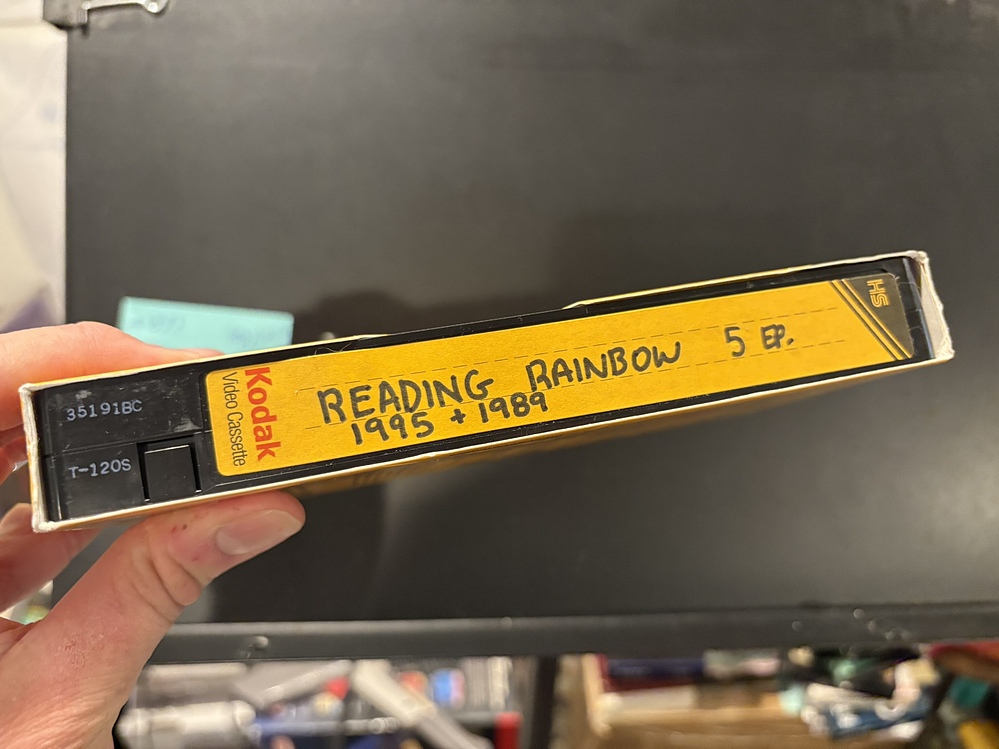 35191BC
T-120S
Kodak
Video Cassette
READING RAINBOW 5 EP.
1995 + 1989
HS